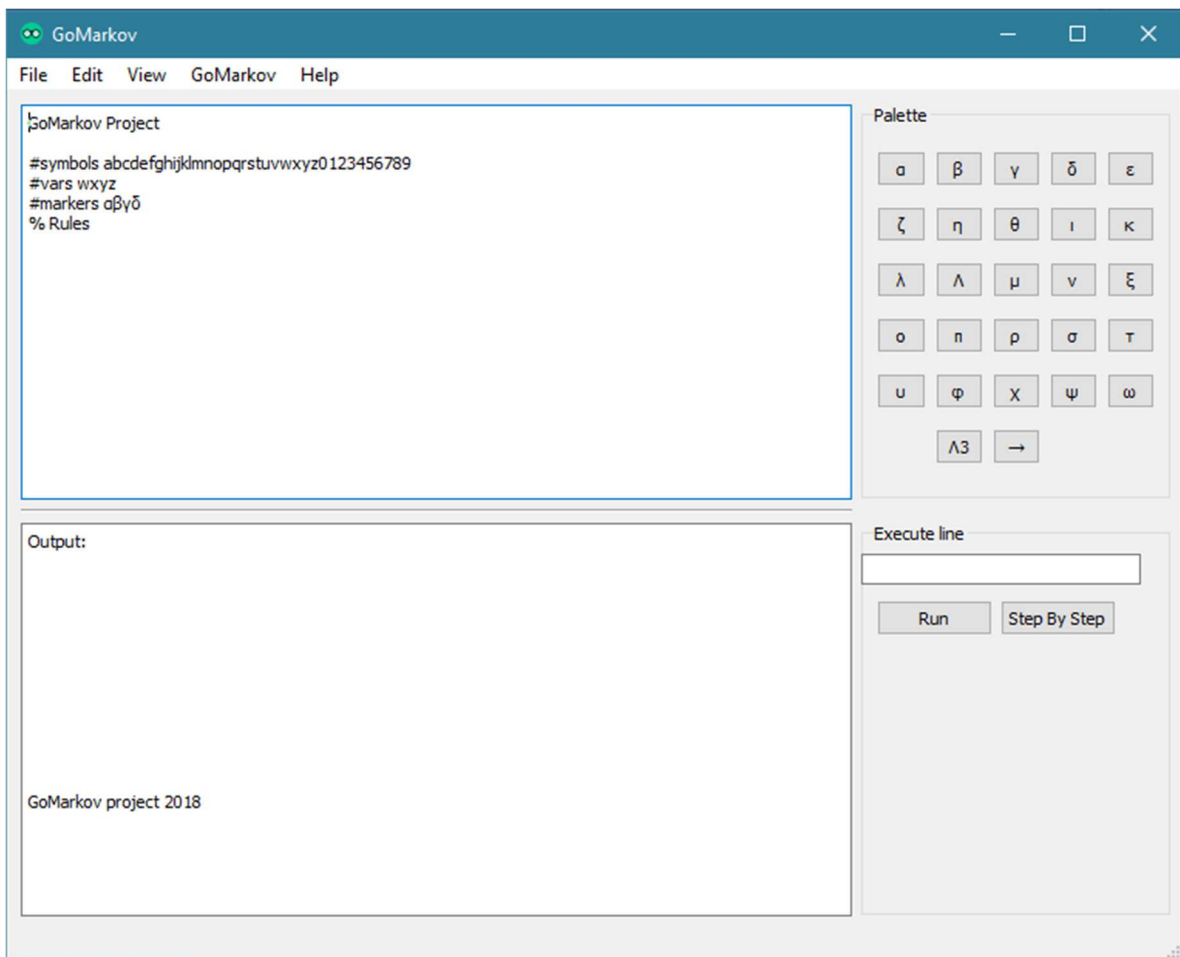 GoMarkov
File Edit View GoMarkov Help
GoMarkov Project
#symbols abcdefghijklmnopqrstuvwxyz0123456789
#vars wxyz
#markers αβγδ
% Rules
Palette
α β γ δ ε
ζ η θ ι κ
λ Λ μ ν ξ
ο π ρ σ τ
υ φ χ ψ ω
Λ3 →
Output:
GoMarkov project 2018
Execute line
Run Step By Step